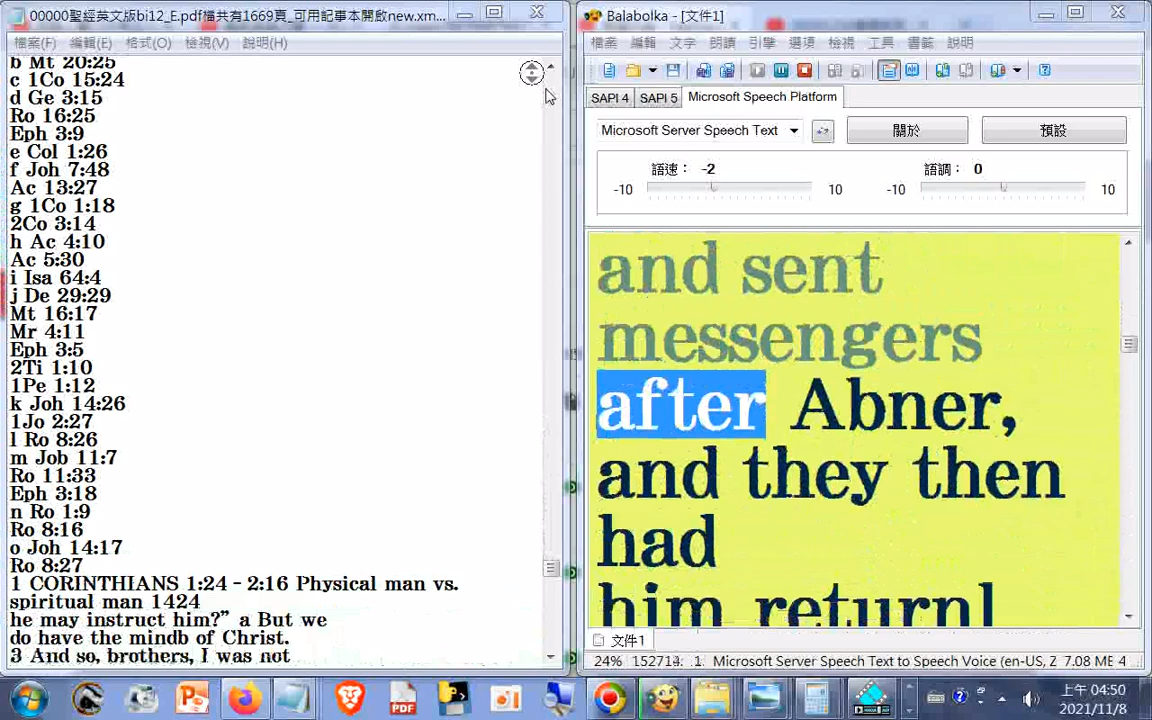 00000聖經英文版bi12_E.pdf檔共有1669頁_可用記事本開啟new.xm...
檔案(F) 編輯(E) 格式(O) 檢視(V) 說明(H)
b Mt 20:25
c 1Co 15:24
d Ge 3:15
Ro 16:25
Eph 3:9
e Col 1:26
f Joh 7:48
Ac 13:27
g 1Co 1:18
2Co 3:14
h Ac 4:10
Ac 5:30
i Isa 64:4
j De 29:29
Mt 16:17
Mr 4:11
Eph 3:5
2Ti 1:10
1Pe 1:12
k Joh 14:26
1Jo 2:27
l Ro 8:26
m Job 11:7
Ro 11:33
Eph 3:18
n Ro 1:9
Ro 8:16
o Joh 14:17
Ro 8:27
1 CORINTHIANS 1:24 – 2:16 Physical man vs.
spiritual man 1424
he may instruct him?” a But we
do have the mindb of Christ.
3 And so, brothers, I was not
Balabolka - [文件1]
檔案 編輯 文字 朗讀 引擎 選項 檢視 工具 書籤 說明
SAPI 4 SAPI 5 Microsoft Speech Platform
Microsoft Server Speech Text 關於 預設
語速： -2 語調： 0
-10 10 -10 10
and sent
messengers
after Abner,
and they then
had
him returnl
文件1
24% 152714: 1. Microsoft Server Speech Text to Speech Voice (en-US, Z 7.08 ME 4
PDF
上午 04:50
2021/11/8